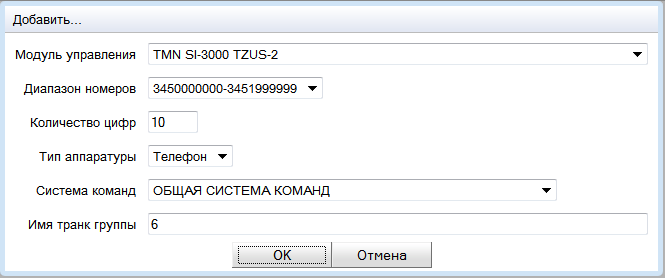 Добавить...
Модуль управления TMN SI-3000 TZUS-2
Диапазон номеров 3450000000-3451999999
Количество цифр 10
Тип аппаратуры Телефон
Система команд ОБЩАЯ СИСТЕМА КОМАНД
Имя транк группы 6
OK Отмена